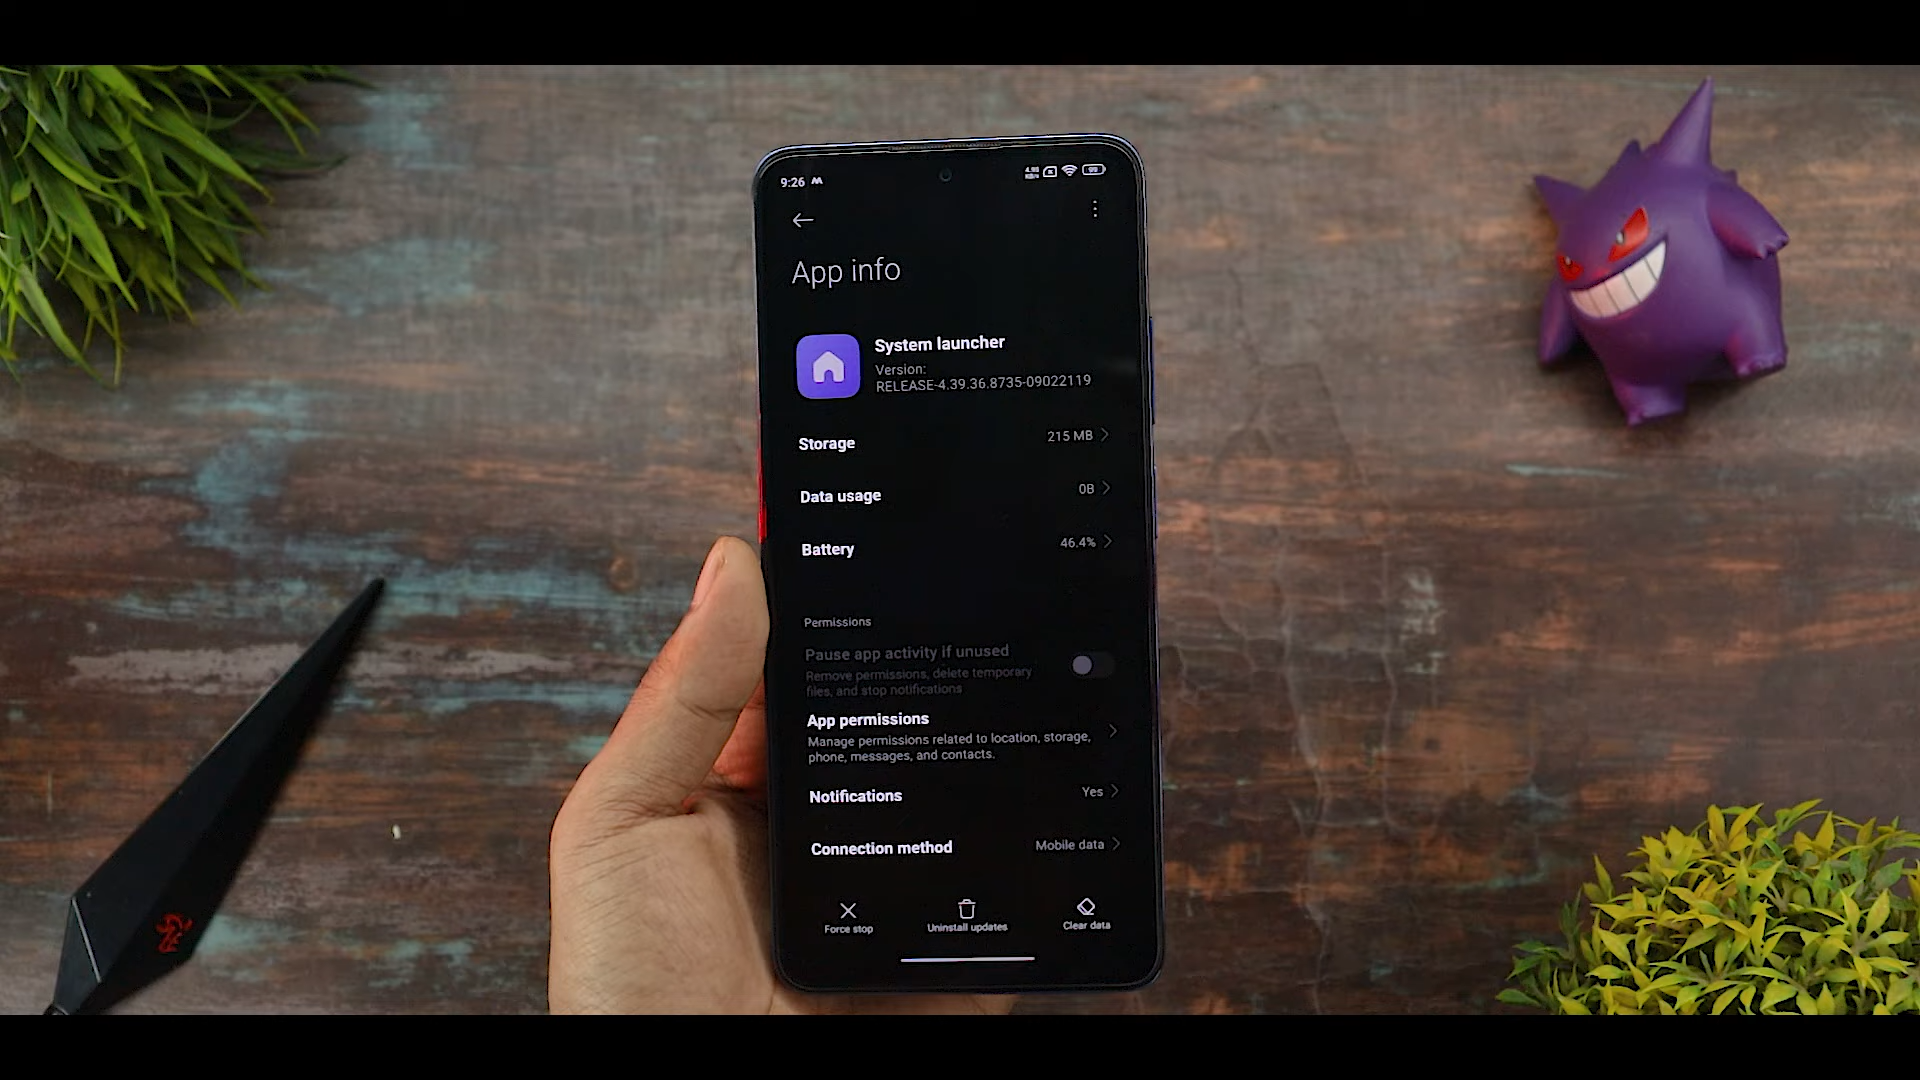 9:26
App info
System launcher
Version:
RELEASE-4.39.36.8735-09022119
Storage
215 MB
Data usage
0B
Battery
46.4%
Permissions
Pause app activity if unused
Remove permissions, delete temporary
files, and stop notifications
App permissions
Manage permissions related to location, storage,
phone, messages, and contacts.
Notifications
Yes
Connection method
Mobile data
Force stop
Uninstall updates
Clear data